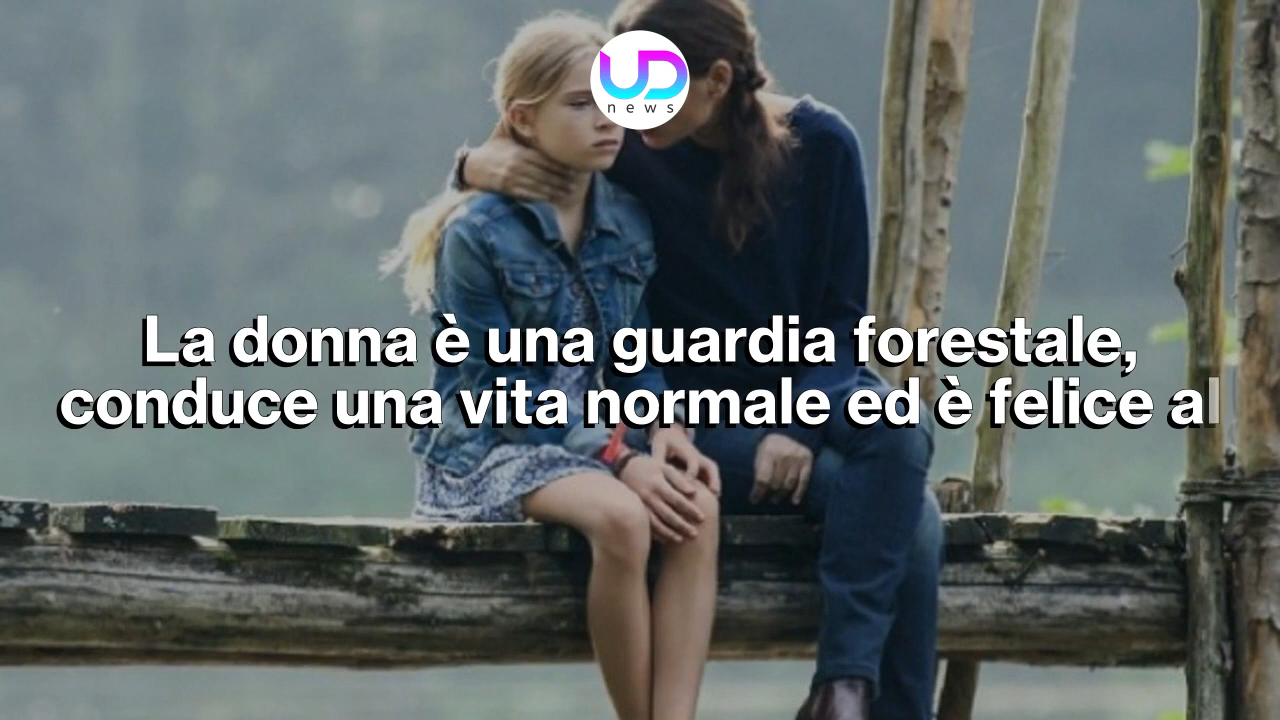 UD
news
La donna è una guardia forestale,
conduce una vita normale ed è felice al